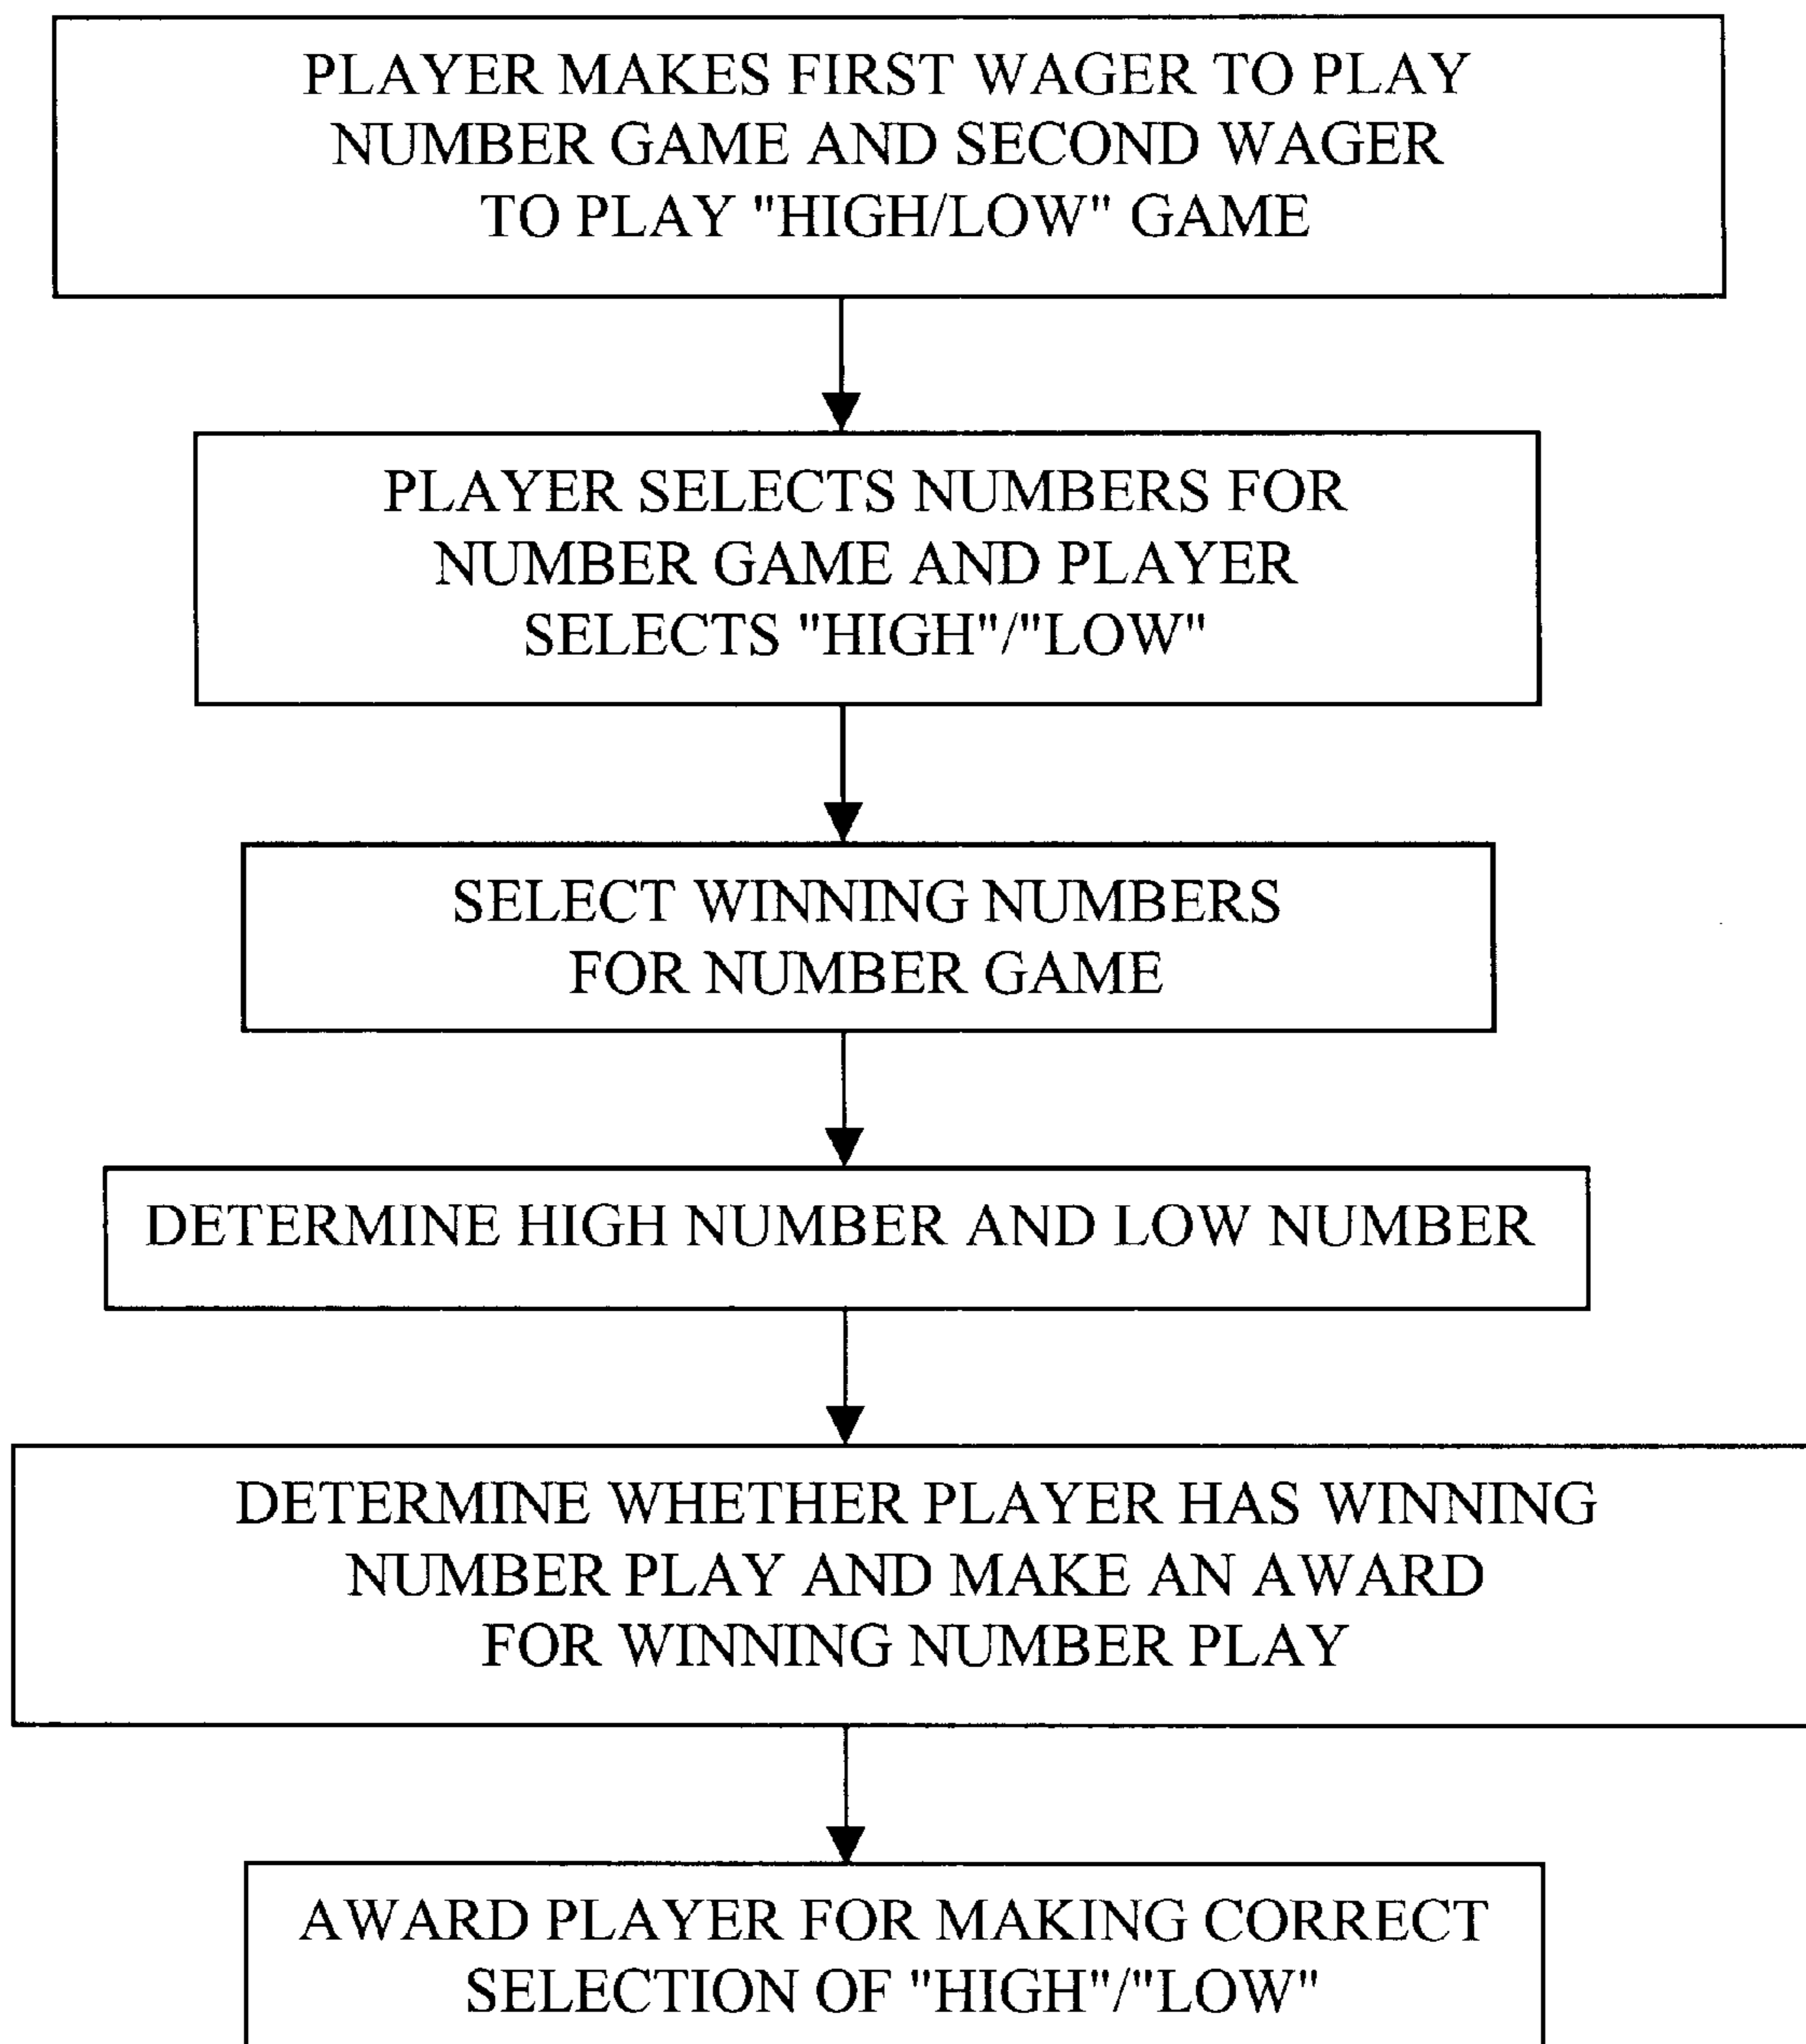 PLAYER MAKES FIRST WAGER TO PLAY
NUMBER GAME AND SECOND WAGER
TO PLAY "HIGH/LOW" GAME
PLAYER SELECTS NUMBERS FOR
NUMBER GAME AND PLAYER
SELECTS "HIGH"/"LOW"
SELECT WINNING NUMBERS
FOR NUMBER GAME
DETERMINE HIGH NUMBER AND LOW NUMBER
DETERMINE WHETHER PLAYER HAS WINNING
NUMBER PLAY AND MAKE AN AWARD
FOR WINNING NUMBER PLAY
AWARD PLAYER FOR MAKING CORRECT
SELECTION OF "HIGH"/"LOW"